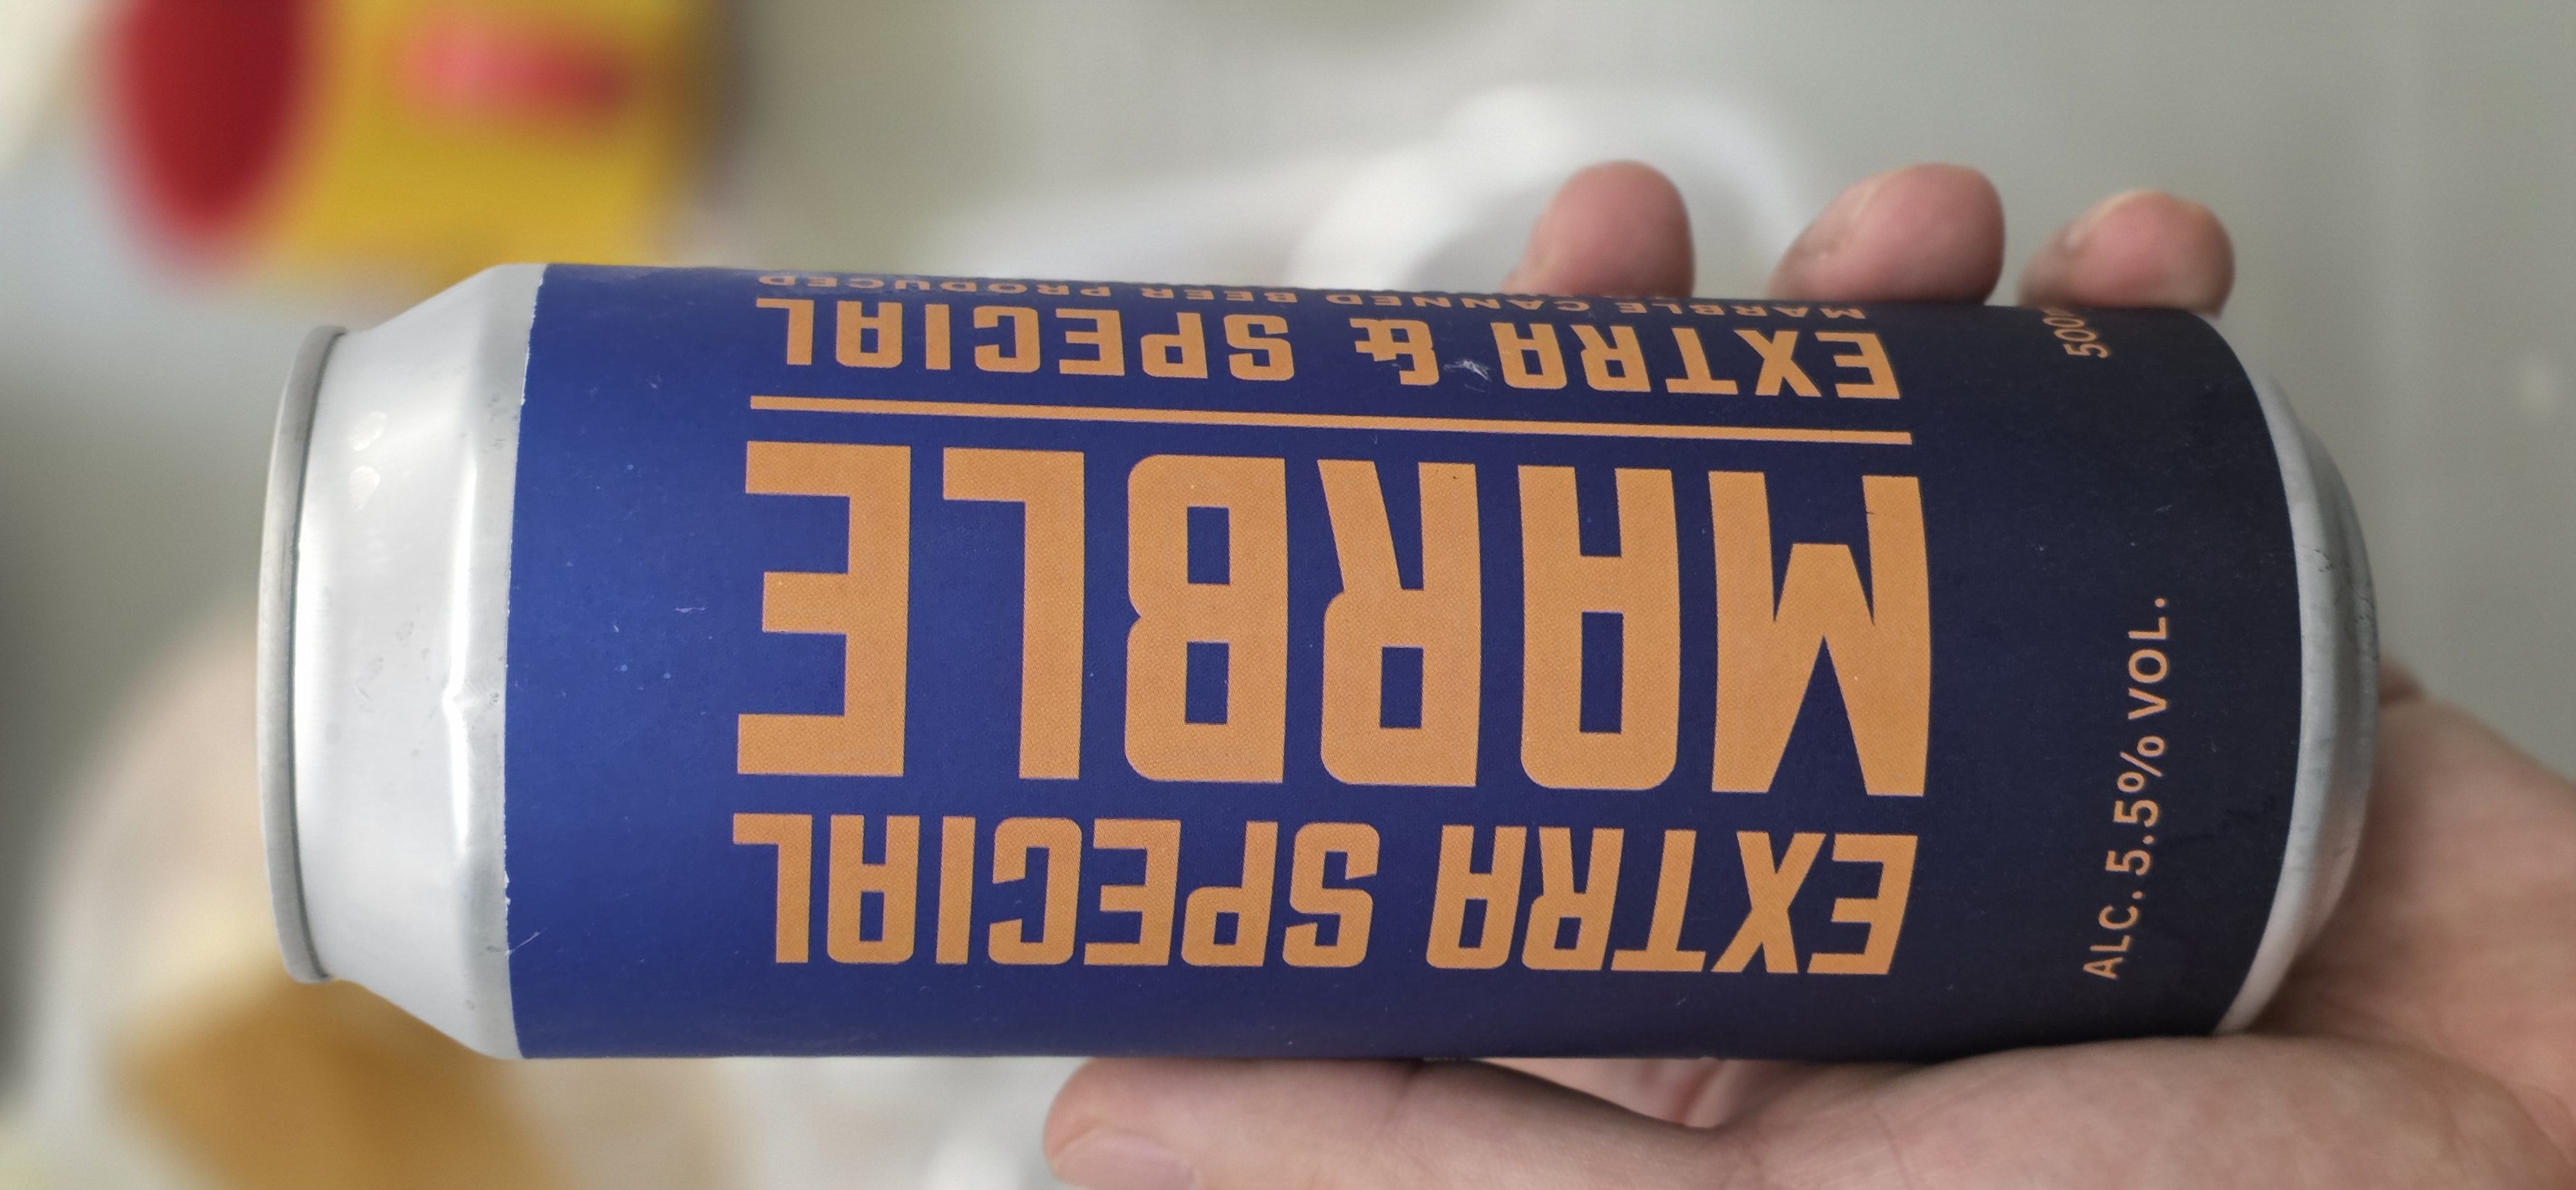 EXTRA SPECIAL
MARBLE
EXTRA & SPECIAL
MARBLE CANNED BEER PRODUCED
ALC. 5.5% VOL.